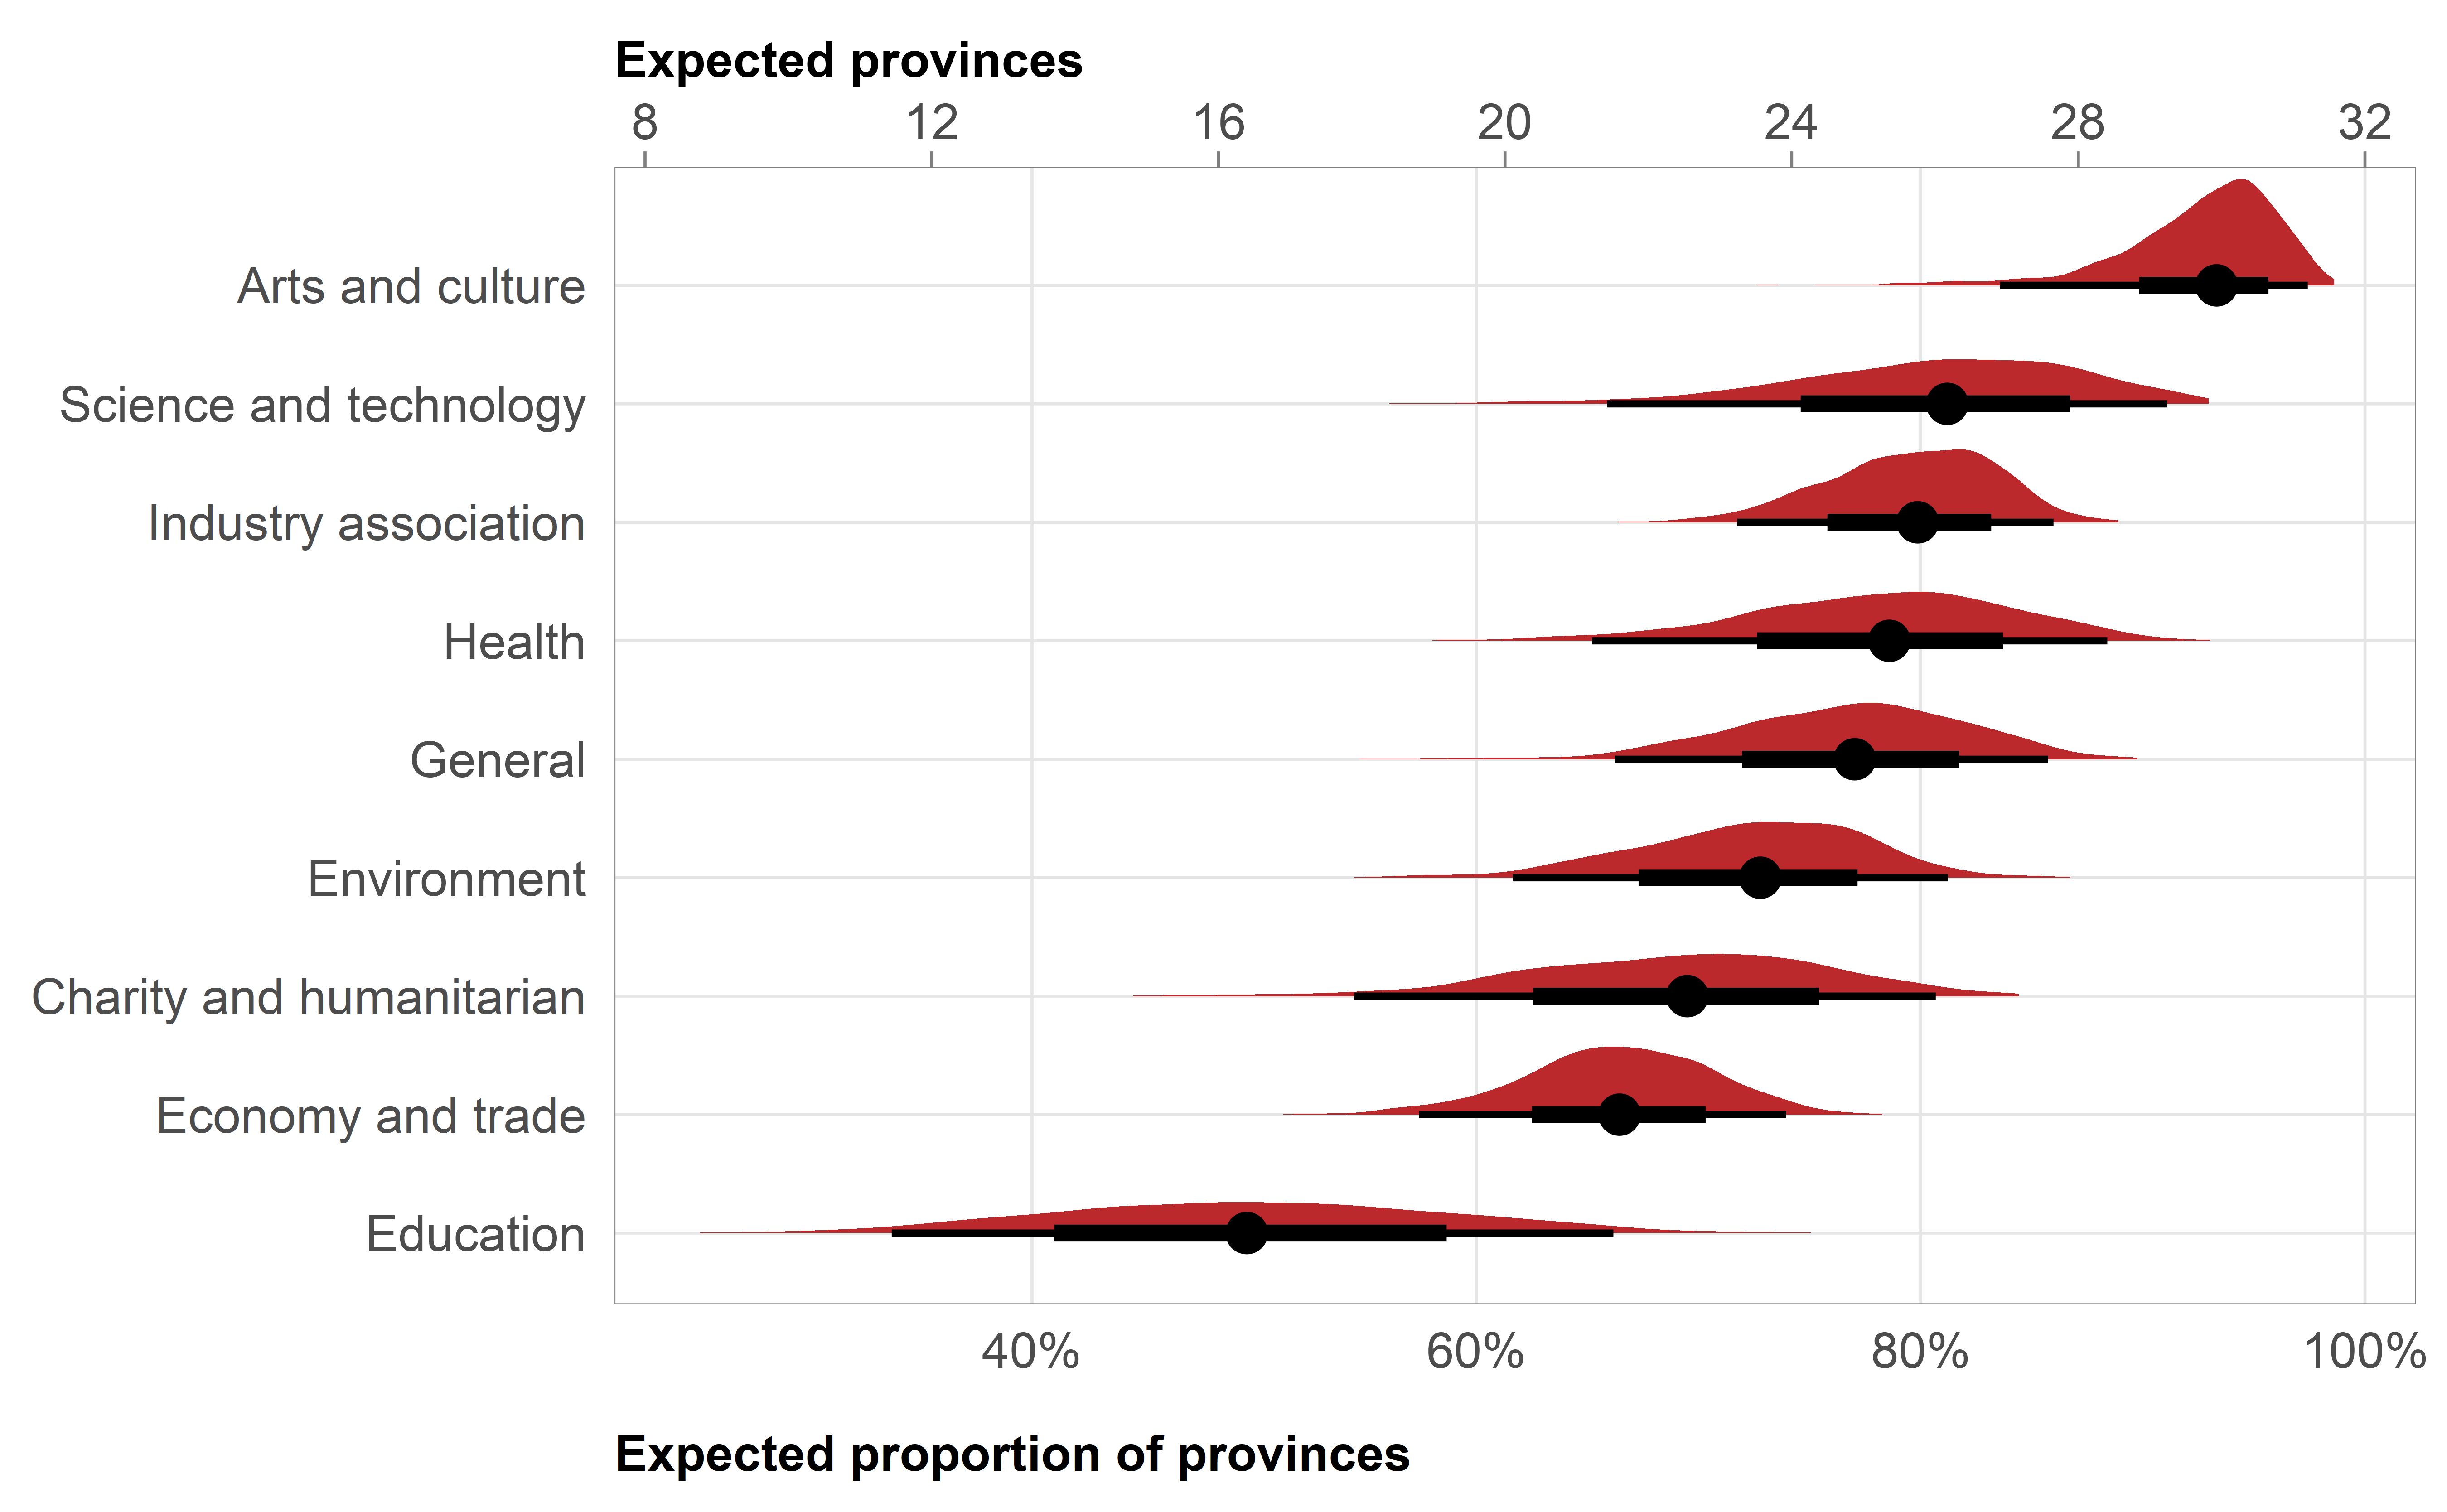 Expected provinces
8 12 16 20 24 28 32
Arts and culture
Science and technology
Industry association
Health
General
Environment
Charity and humanitarian
Economy and trade
Education
40% 60% 80% 100%
Expected proportion of provinces